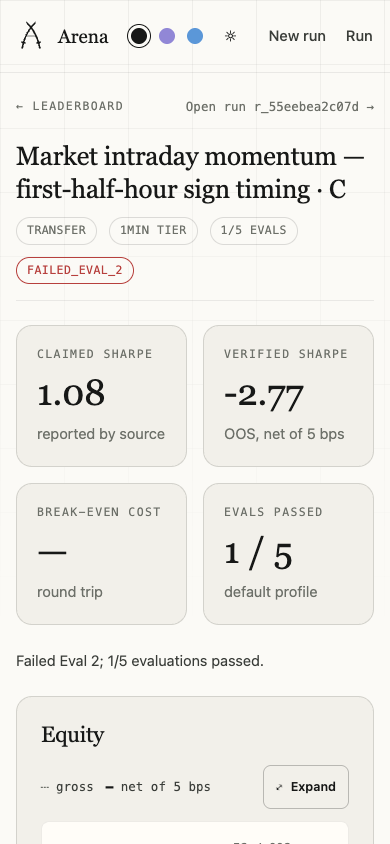 Arena New run Run
← LEADERBOARD Open run r_55eebea2c07d →
Market intraday momentum —
first-half-hour sign timing · C
TRANSFER 1MIN TIER 1/5 EVALS
FAILED_EVAL_2
CLAIMED SHARPE
1.08
reported by source
VERIFIED SHARPE
-2.77
OOS, net of 5 bps
BREAK-EVEN COST
—
round trip
EVALS PASSED
1 / 5
default profile
Failed Eval 2; 1/5 evaluations passed.
Equity
gross net of 5 bps Expand